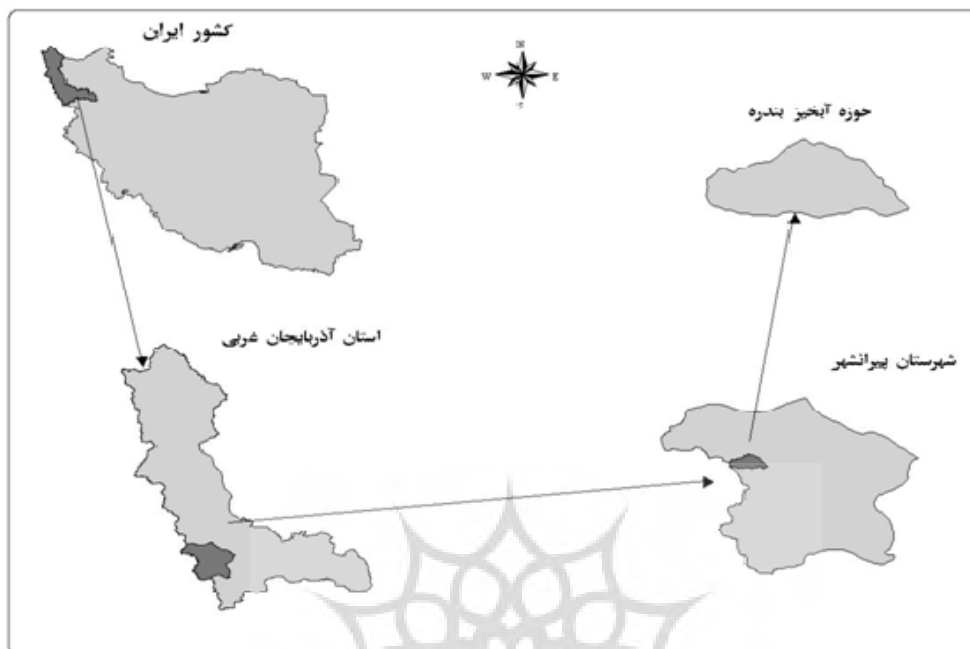 کشور ایران
N
W E
S
حوزه آبخیز بندره
استان آذربایجان غربی
شهرستان پیرانشهر